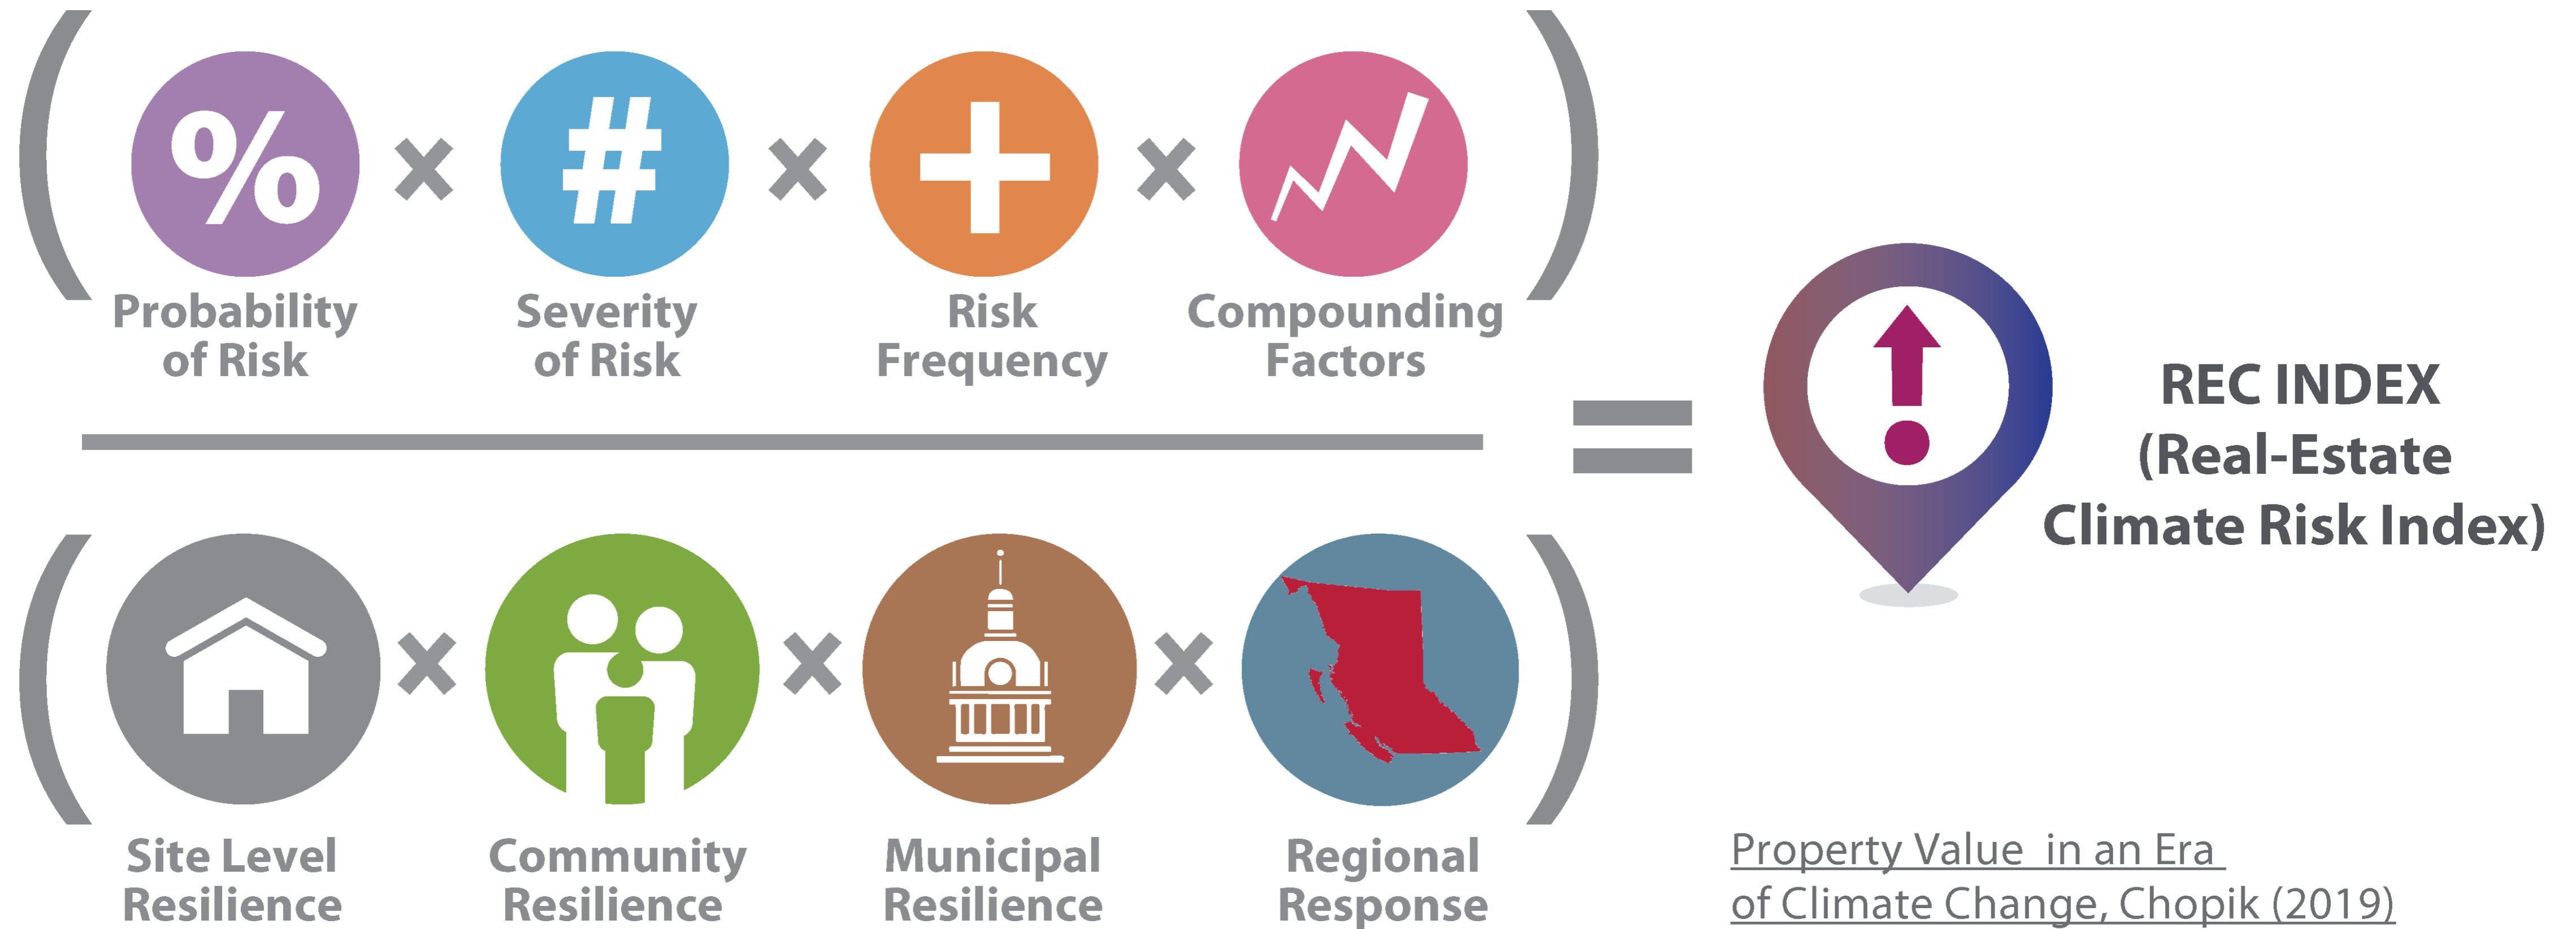 ( % × # × + × )
Probability
of Risk
Severity
of Risk
Risk
Frequency
Compounding
Factors
=
REC INDEX
(Real-Estate
Climate Risk Index)
( × × × )
Site Level
Resilience
Community
Resilience
Municipal
Resilience
Regional
Response
Property Value in an Era
of Climate Change, Chopik (2019)